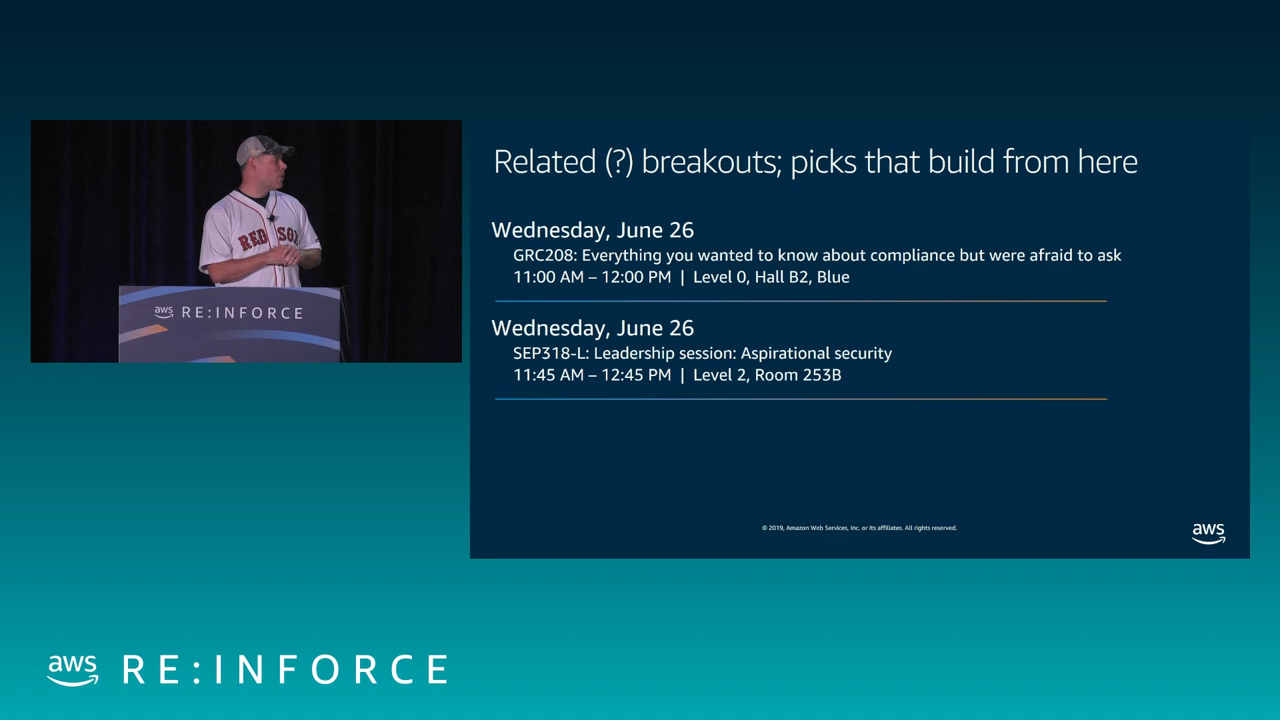 Related (?) breakouts; picks that build from here
Wednesday, June 26
GRC208: Everything you wanted to know about compliance but were afraid to ask
11:00 AM – 12:00 PM | Level 0, Hall B2, Blue
Wednesday, June 26
SEP318-L: Leadership session: Aspirational security
11:45 AM – 12:45 PM | Level 2, Room 253B
© 2019, Amazon Web Services, Inc. or its affiliates. All rights reserved.
aws
RED SOX
aws RE:INFORCE
aws RE:INFORCE